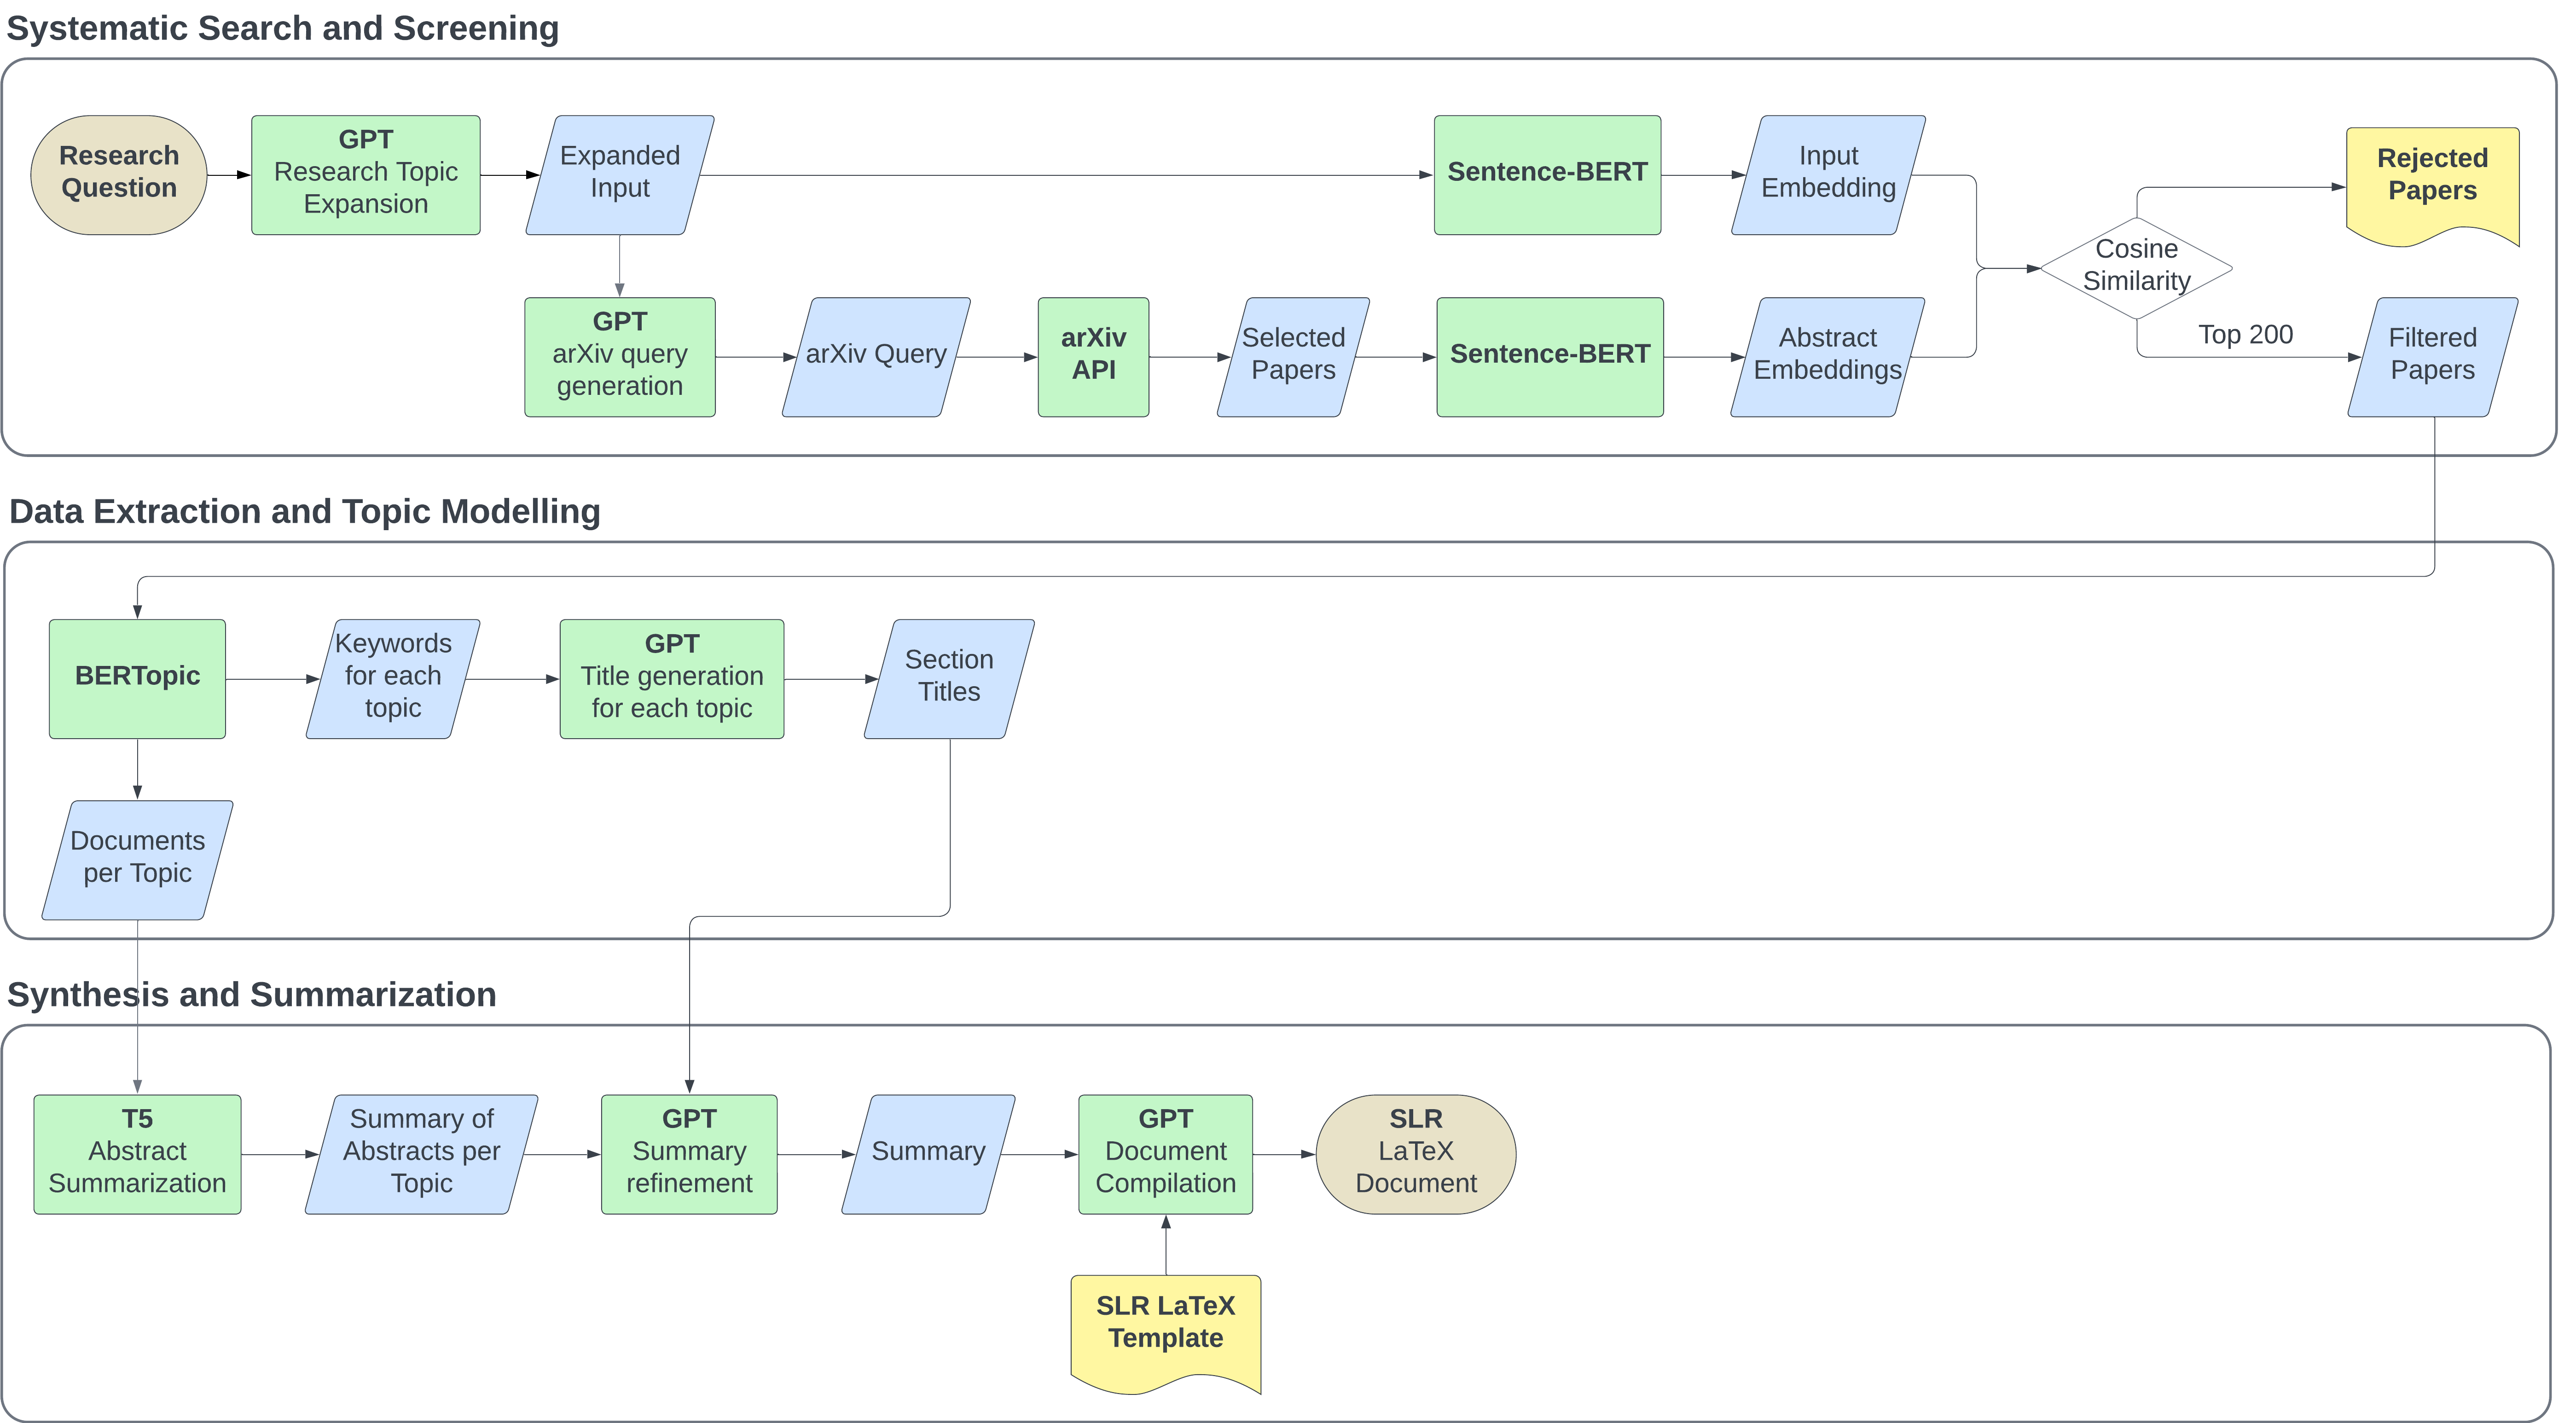 Systematic Search and Screening
Research
Question
GPT
Research Topic
Expansion
Expanded
Input
Sentence-BERT
Input
Embedding
Rejected
Papers
Cosine
Similarity
GPT
arXiv query
generation
arXiv Query
arXiv
API
Selected
Papers
Sentence-BERT
Abstract
Embeddings
Top 200
Filtered
Papers
Data Extraction and Topic Modelling
BERTopic
Keywords
for each
topic
GPT
Title generation
for each topic
Section
Titles
Documents
per Topic
Synthesis and Summarization
T5
Abstract
Summarization
Summary of
Abstracts per
Topic
GPT
Summary
refinement
Summary
GPT
Document
Compilation
SLR
LaTeX
Document
SLR LaTeX
Template